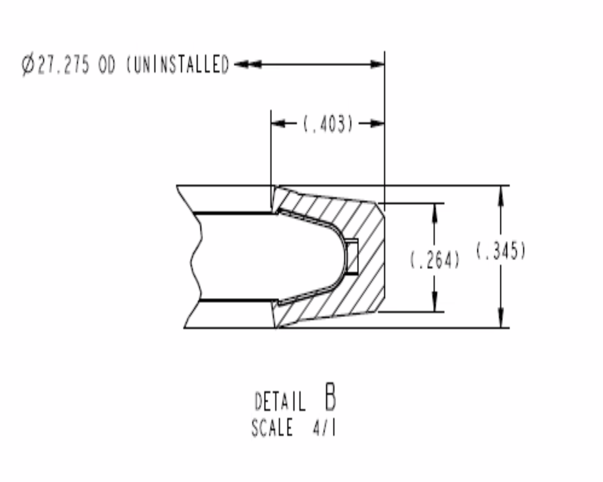 Ø27.275 OD (UNINSTALLED
(.403)
(.264)
(.345)
DETAIL B
SCALE 4/1